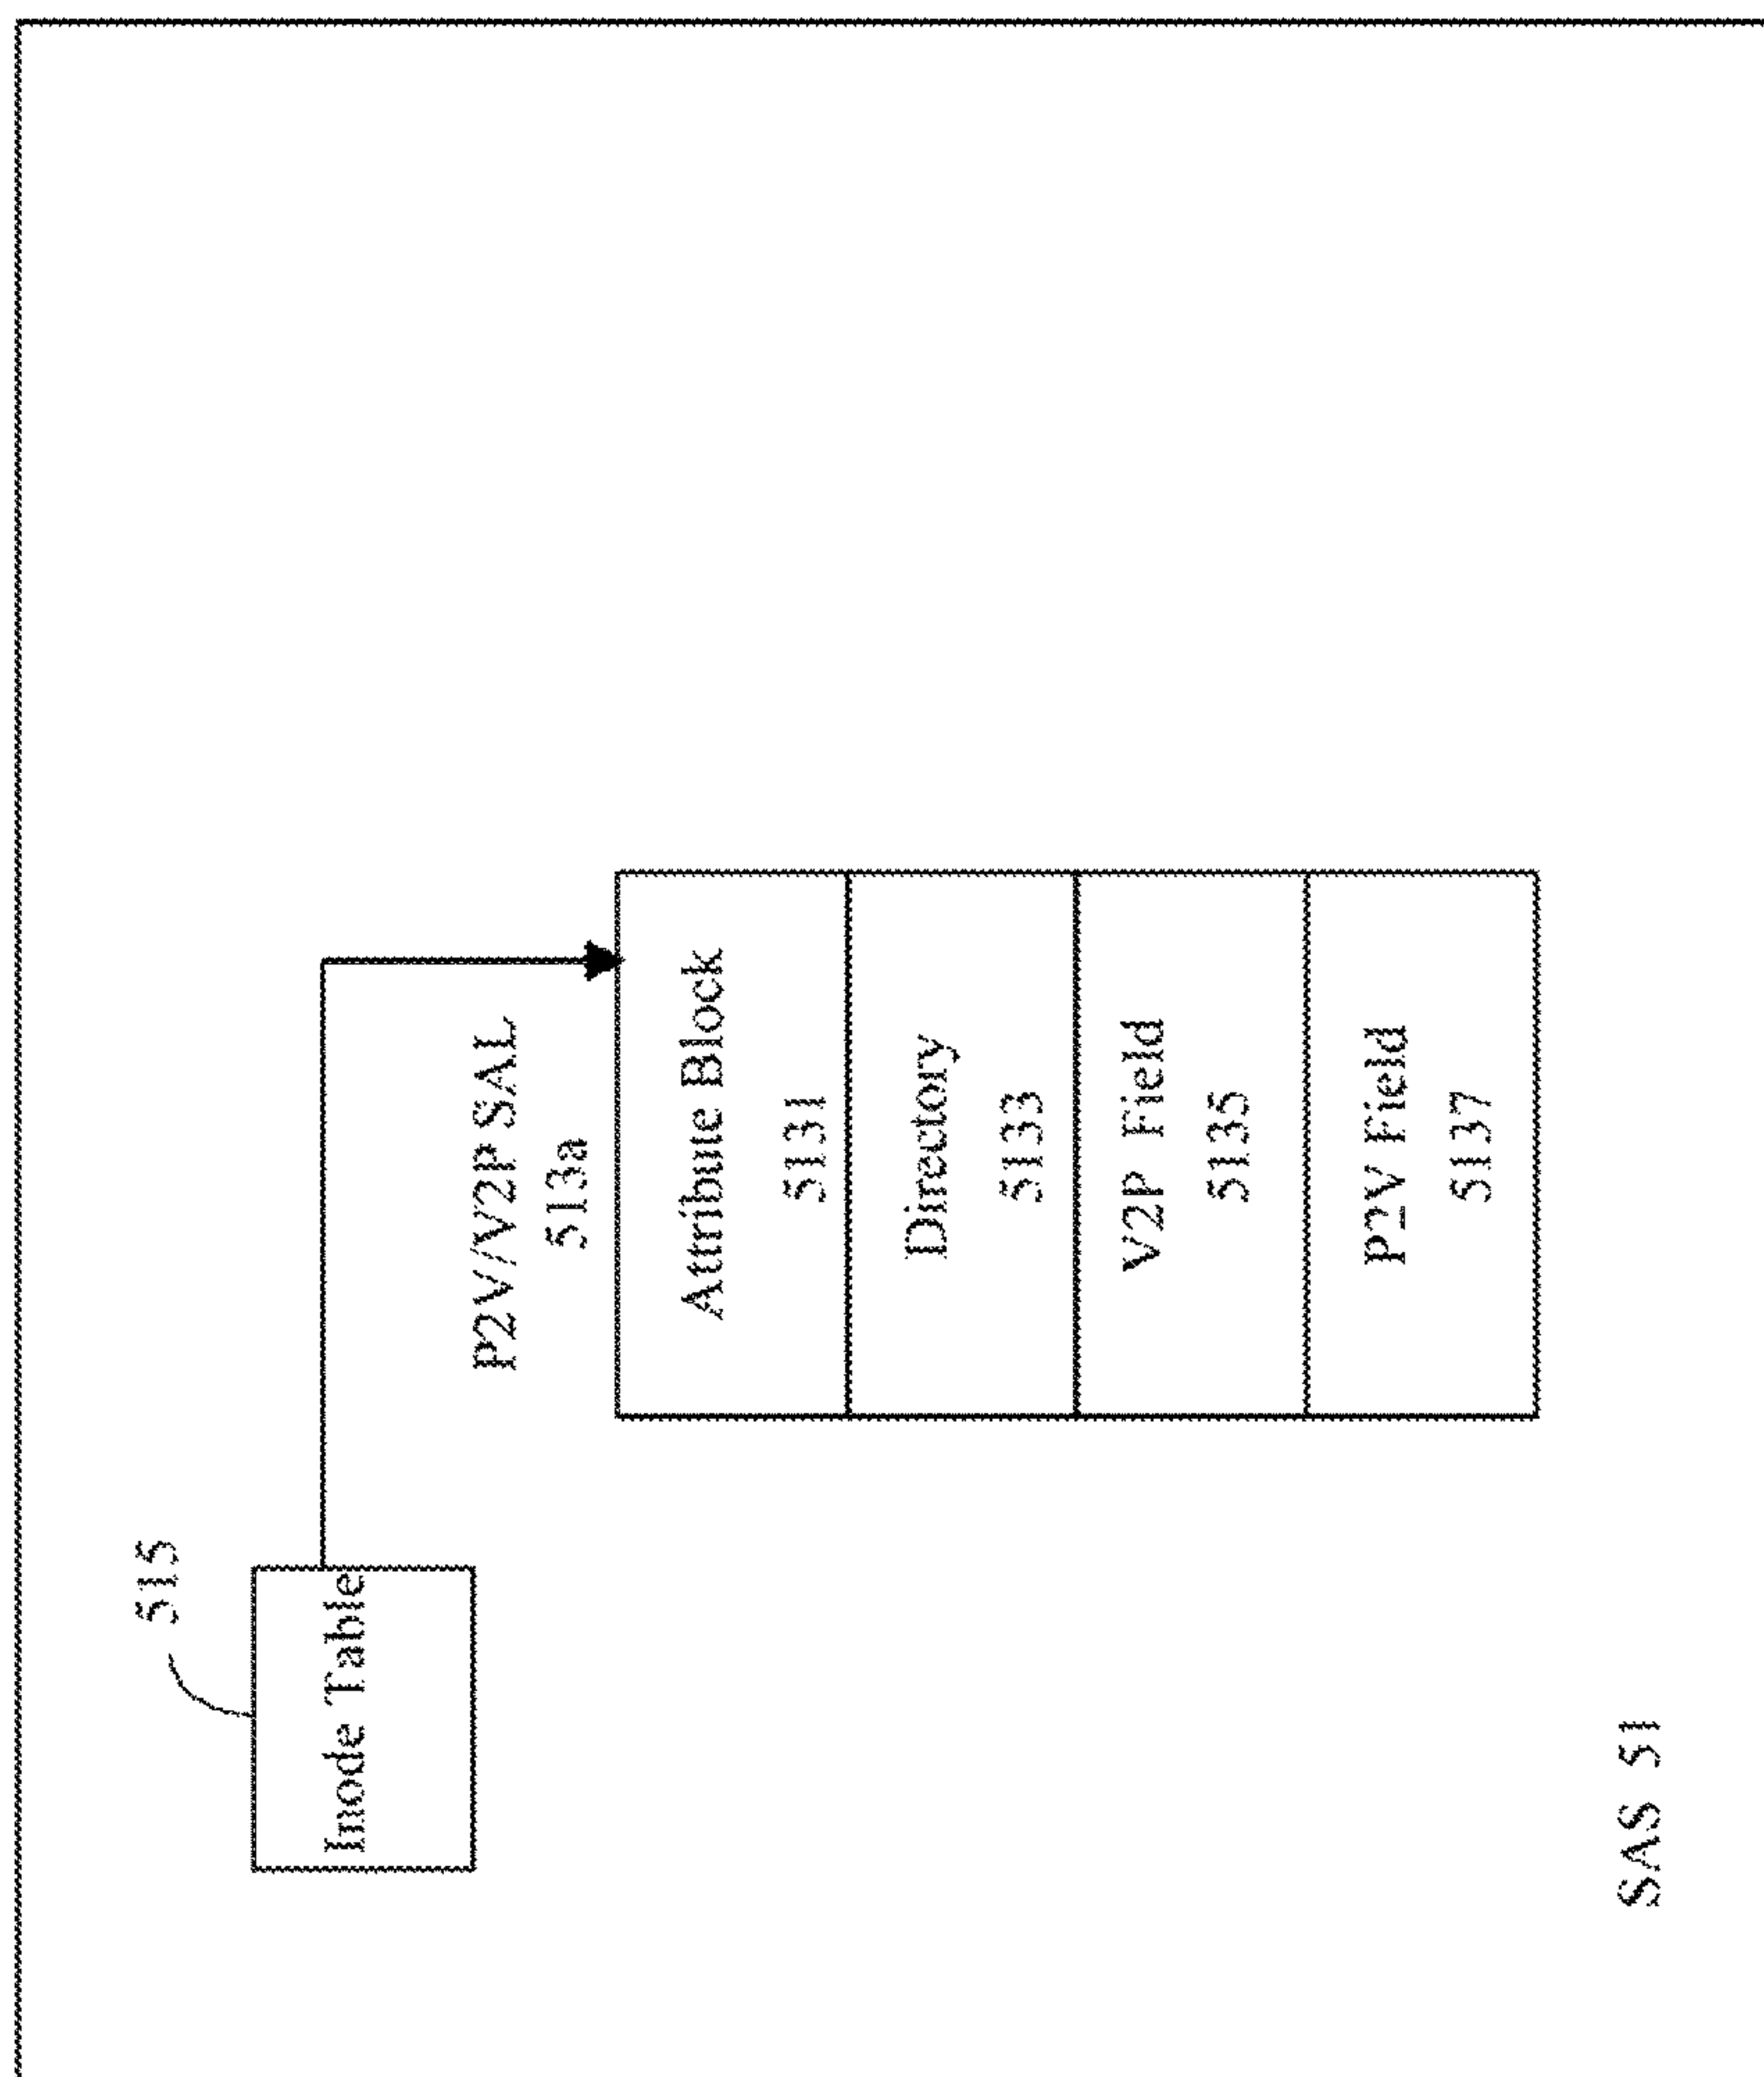 515
Inode Table
P2V/V2P SAL
513a
Attribute Block
5131
Directory
5133
V2P Field
5135
P2V Field
5137
SAS 51